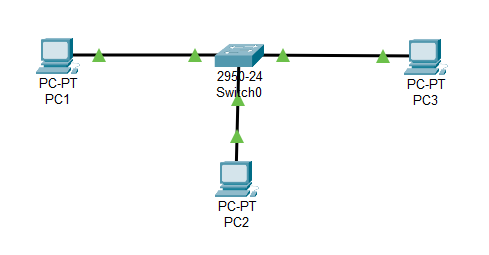 PC-PT
PC1
2950-24
Switch0
PC-PT
PC3
PC-PT
PC2